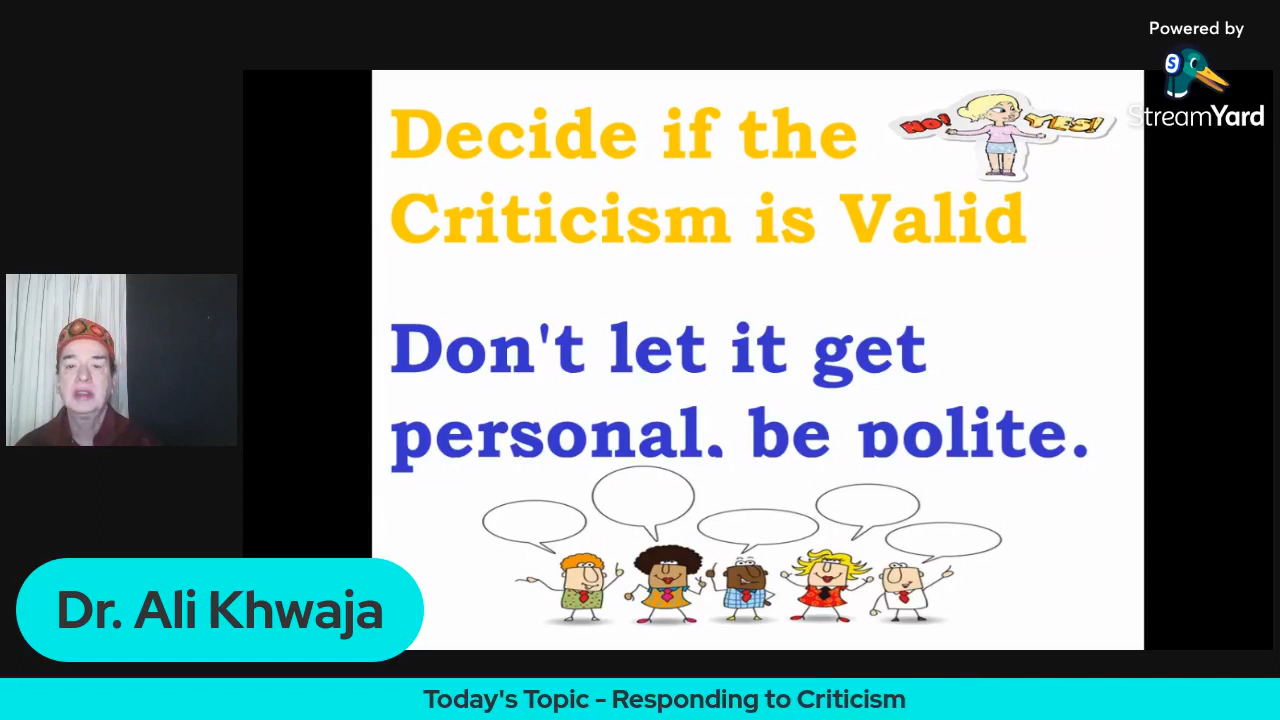 Powered by
StreamYard
Decide if the
NO!
YES!
Criticism is Valid
Don't let it get
personal, be polite.
Dr. Ali Khwaja
Today's Topic - Responding to Criticism